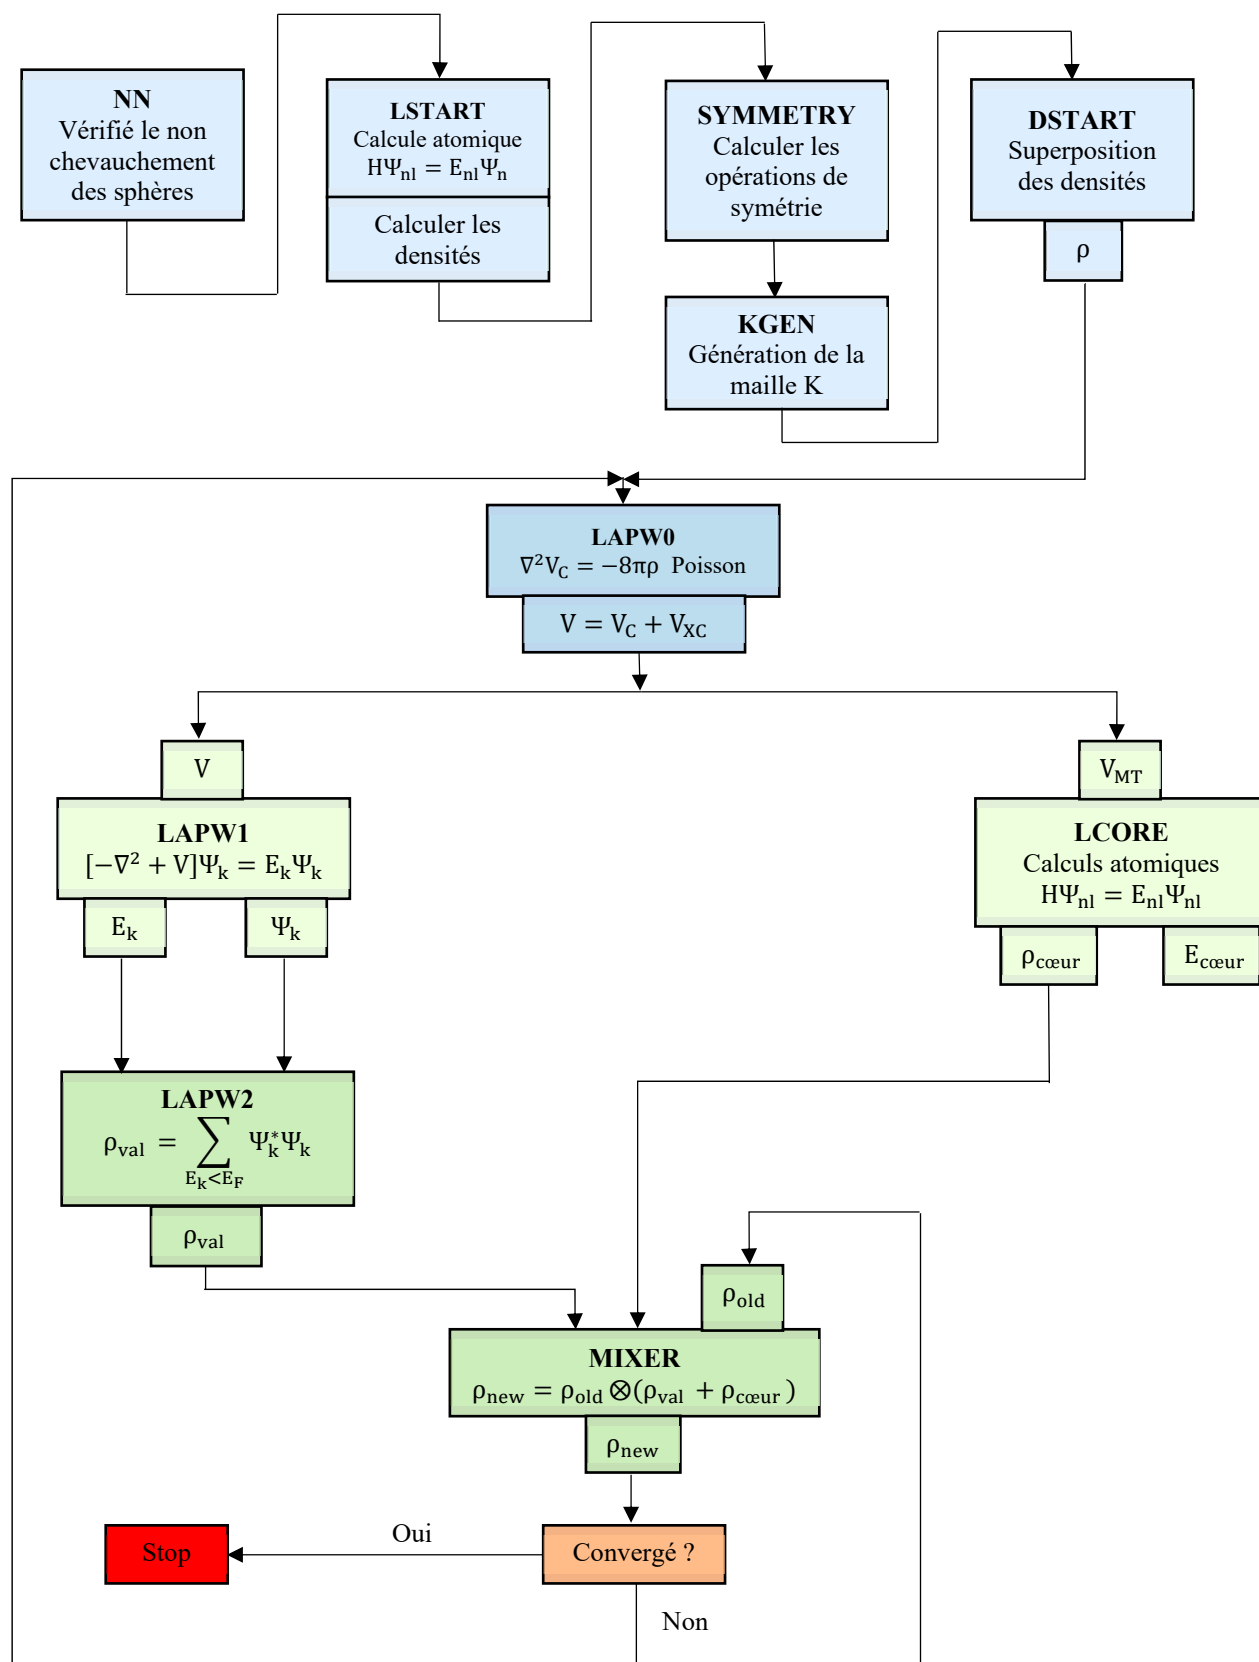 NN
Vérifié le non
chevauchement
des sphères
LSTART
Calcule atomique
HΨnl = EnlΨn
Calculer les
densités
SYMMETRY
Calculer les
opérations de
symétrie
KGEN
Génération de la
maille K
DSTART
Superposition
des densités
ρ
LAPW0
∇²VC = −8πρ Poisson
V = VC + VXC
V
LAPW1
[−∇² + V]Ψk = EkΨk
Ek
Ψk
VMT
LCORE
Calculs atomiques
HΨnl = EnlΨnl
ρcœur
Ecœur
LAPW2
ρval = ∑Ek<EF Ψk*Ψk
ρval
ρold
MIXER
ρnew = ρold⊗(ρval + ρcœur)
ρnew
Convergé ?
Oui
Stop
Non